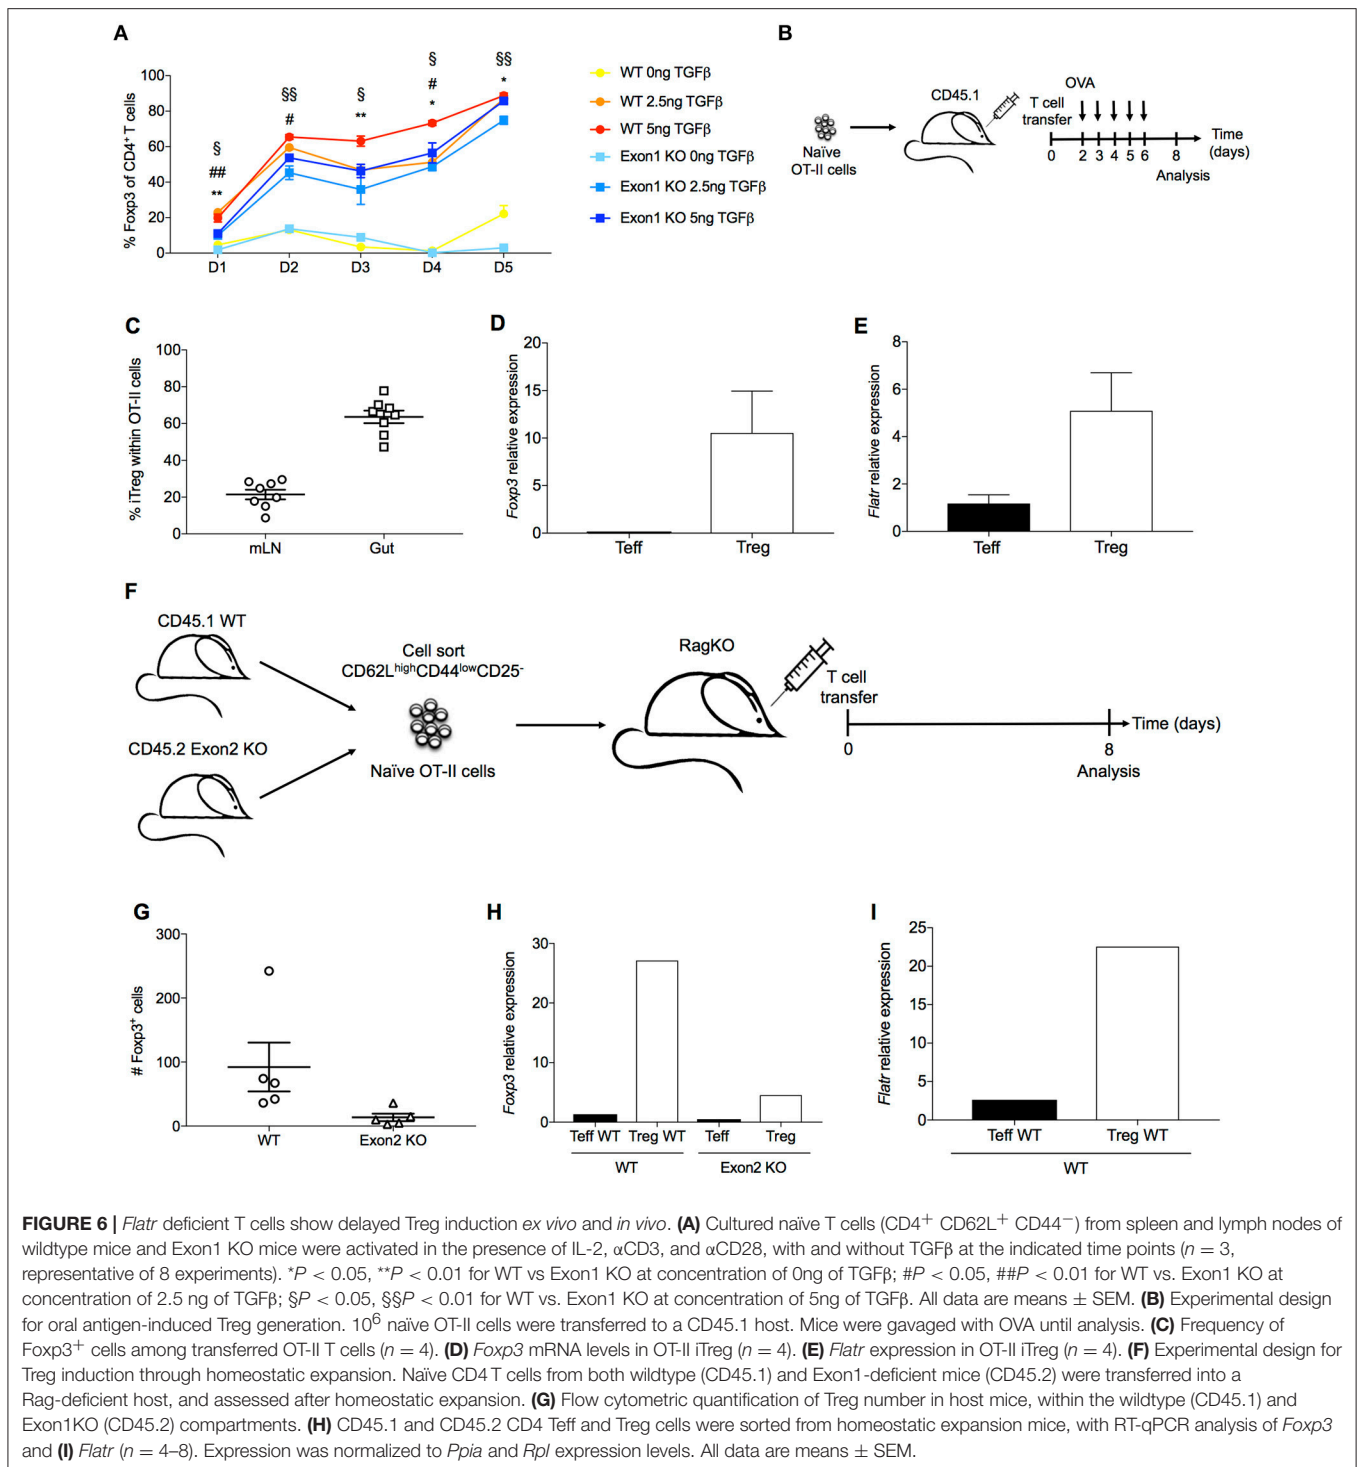 A
% Foxp3 of CD4⁺ T cells
100
80
60
40
20
0
D1
D2
D3
D4
D5
§
##
**
§§
#
§
**
§
#
*
§§
*
WT 0ng TGFβ
WT 2.5ng TGFβ
WT 5ng TGFβ
Exon1 KO 0ng TGFβ
Exon1 KO 2.5ng TGFβ
Exon1 KO 5ng TGFβ
B
Naïve
OT-II cells
CD45.1
OVA
T cell
transfer
0 2 3 4 5 6 8
Time
(days)
Analysis
C
% iTreg within OT-II cells
100
80
60
40
20
0
mLN
Gut
D
Foxp3 relative expression
20
15
10
5
0
Teff
Treg
E
Flatr relative expression
8
6
4
2
0
Teff
Treg
F
CD45.1 WT
CD45.2 Exon2 KO
Cell sort
CD62LhighCD44lowCD25-
Naïve OT-II cells
RagKO
T cell
transfer
0
8
Time (days)
Analysis
G
# Foxp3⁺ cells
300
200
100
0
WT
Exon2 KO
H
Foxp3 relative expression
30
20
10
0
Teff WT Treg WT Teff Treg
WT
Exon2 KO
I
Flatr relative expression
25
20
15
10
5
0
Teff WT
Treg WT
WT
FIGURE 6 | Flatr deficient T cells show delayed Treg induction ex vivo and in vivo. (A) Cultured naïve T cells (CD4⁺ CD62L⁺ CD44⁻) from spleen and lymph nodes of
wildtype mice and Exon1 KO mice were activated in the presence of IL-2, αCD3, and αCD28, with and without TGFβ at the indicated time points (n = 3,
representative of 8 experiments). *P < 0.05, **P < 0.01 for WT vs Exon1 KO at concentration of 0ng of TGFβ; #P < 0.05, ##P < 0.01 for WT vs. Exon1 KO at
concentration of 2.5 ng of TGFβ; §P < 0.05, §§P < 0.01 for WT vs. Exon1 KO at concentration of 5ng of TGFβ. All data are means ± SEM. (B) Experimental design
for oral antigen-induced Treg generation. 10⁶ naïve OT-II cells were transferred to a CD45.1 host. Mice were gavaged with OVA until analysis. (C) Frequency of
Foxp3⁺ cells among transferred OT-II T cells (n = 4). (D) Foxp3 mRNA levels in OT-II iTreg (n = 4). (E) Flatr expression in OT-II iTreg (n = 4). (F) Experimental design for
Treg induction through homeostatic expansion. Naïve CD4 T cells from both wildtype (CD45.1) and Exon1-deficient mice (CD45.2) were transferred into a
Rag-deficient host, and assessed after homeostatic expansion. (G) Flow cytometric quantification of Treg number in host mice, within the wildtype (CD45.1) and
Exon1KO (CD45.2) compartments. (H) CD45.1 and CD45.2 CD4 Teff and Treg cells were sorted from homeostatic expansion mice, with RT-qPCR analysis of Foxp3
and (I) Flatr (n = 4–8). Expression was normalized to Ppia and Rpl expression levels. All data are means ± SEM.